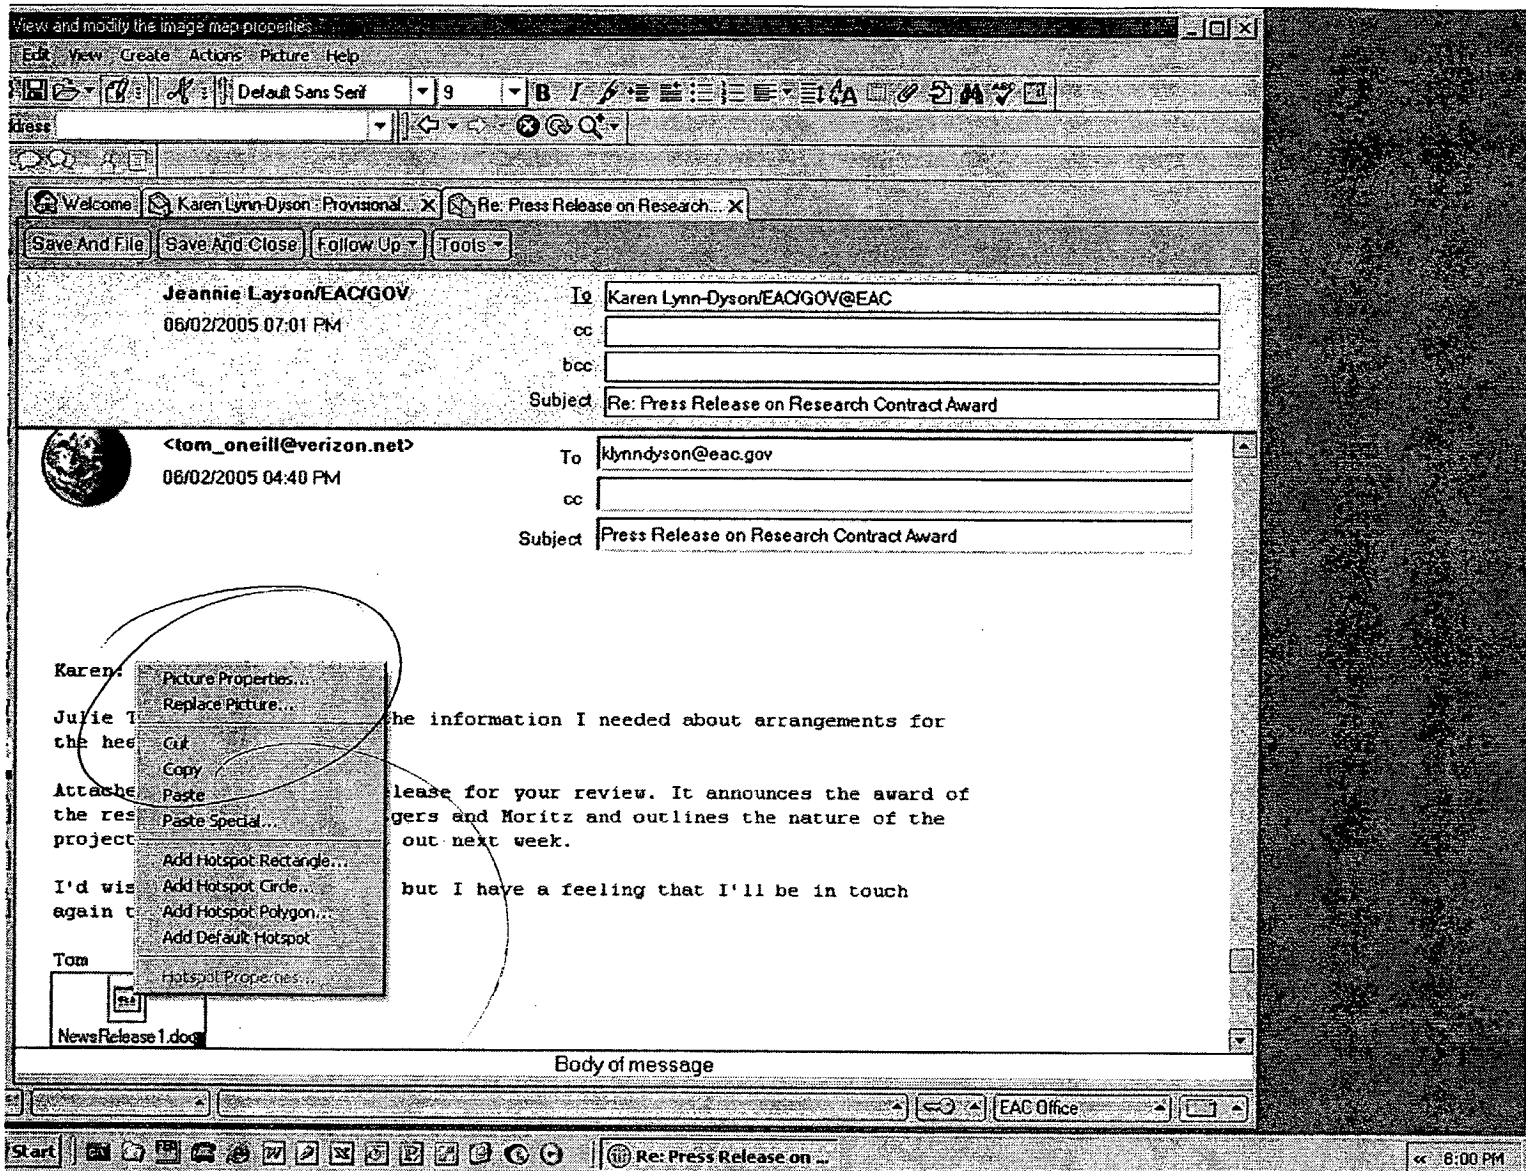 View and modify the image map properties
Edit View Create Actions Picture Help
Default Sans Serif 9 B I
dress
Welcome Karen Lynn-Dyson - Provisional... X Re: Press Release on Research... X
Save And File Save And Close Follow Up Tools
Jeannie Layson/EAC/GOV
06/02/2005 07:01 PM
To Karen Lynn-Dyson/EAC/GOV@EAC
cc
bcc
Subject Re: Press Release on Research Contract Award
<tom_oneill@verizon.net>
06/02/2005 04:40 PM
To klynndyson@eac.gov
cc
Subject Press Release on Research Contract Award
Karen:
Julie T he information I needed about arrangements for
the hee
Attache lease for your review. It announces the award of
the res gers and Moritz and outlines the nature of the
project out next week.
I'd wis but I have a feeling that I'll be in touch
again t
Tom
Picture Properties...
Replace Picture...
Cut
Copy
Paste
Paste Special...
Add Hotspot Rectangle...
Add Hotspot Circle...
Add Hotspot Polygon...
Add Default Hotspot
Hotspot Properties...
NewsRelease1.doc
Body of message
EAC Office
Start Re: Press Release on ... « 6:00 PM